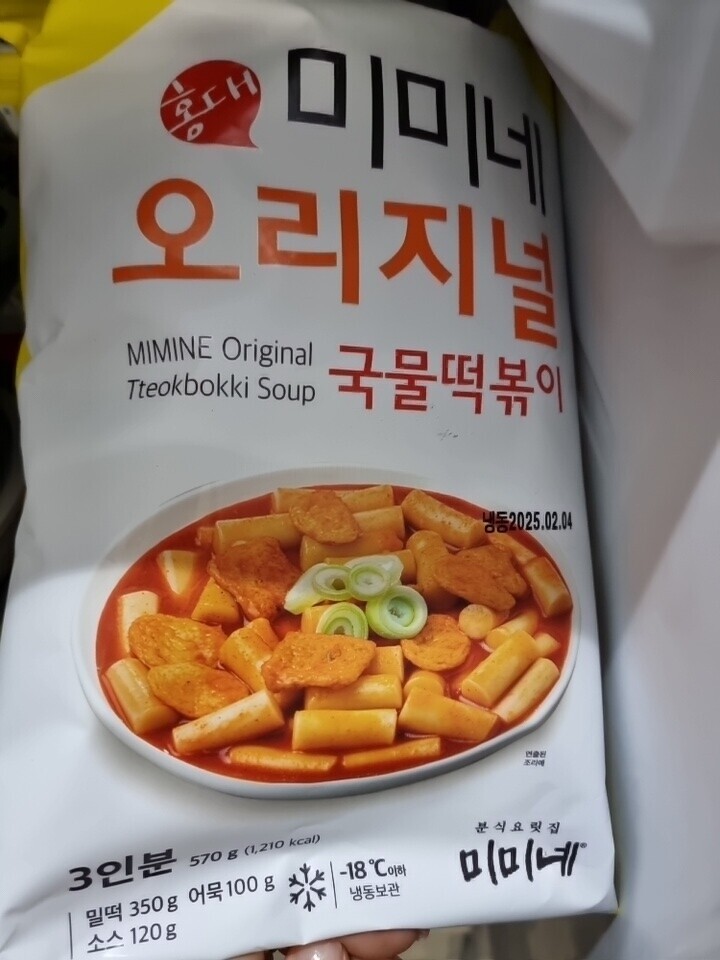 홍대
미미네
오리지널
MIMINE Original
Tteokbokki Soup
국물떡볶이
냉동2025.02.04
연출된
조리예
3인분 570 g (1,210 kcal)
밀떡 350 g 어묵 100 g
소스 120 g
-18℃이하
냉동보관
분식요릿집
미미네®